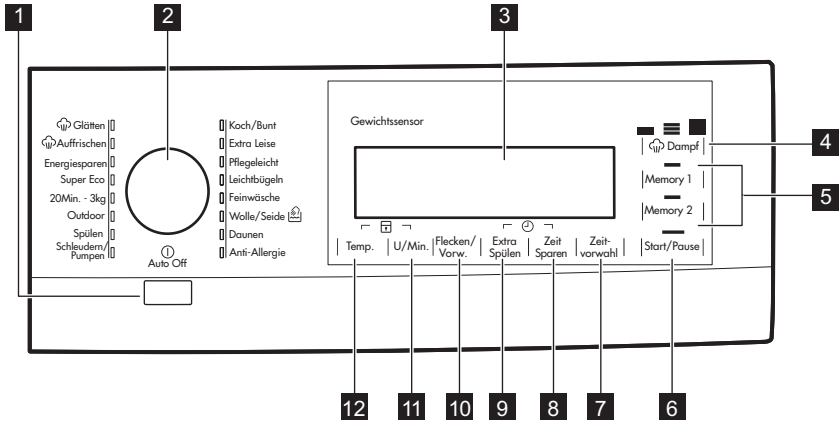 1
2
3
Glätten
Auffrischen
Energiesparen
Super Eco
20Min. - 3kg
Outdoor
Spülen
Schleudern/
Pumpen
Auto Off
Koch/Bunt
Extra Leise
Pflegeleicht
Leichtbügeln
Feinwäsche
Wolle/Seide
Daunen
Anti-Allergie
Gewichtssensor
Temp.
U/Min.
Flecken/
Vorw.
Extra
Spülen
Zeit
Sparen
Zeit-
vorwahl
Dampf
Memory 1
Memory 2
Start/Pause
4
5
12
11
10
9
8
7
6